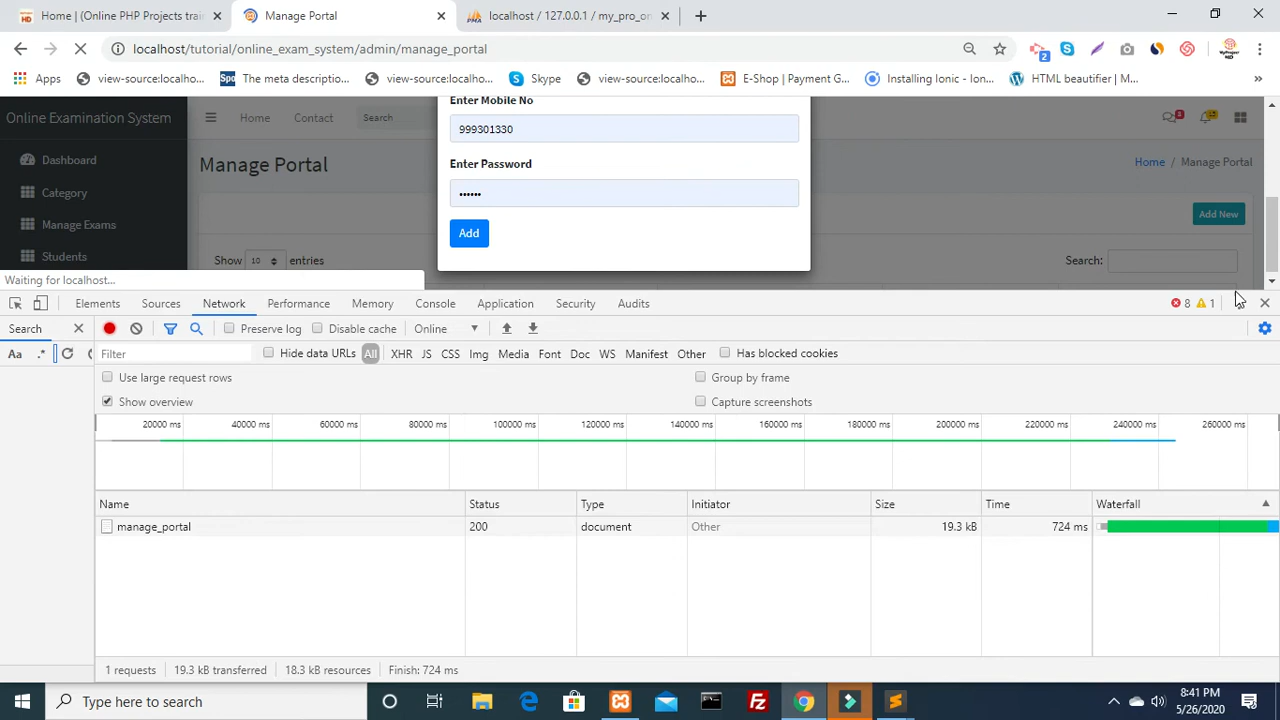 Home | (Online PHP Projects trai
Manage Portal
localhost / 127.0.0.1 / my_pro_on
localhost/tutorial/online_exam_system/admin/manage_portal
2
Apps
view-source:localho...
The meta descriptio...
view-source:localho...
Skype
view-source:localho...
E-Shop | Payment G...
Installing Ionic - Ion...
HTML beautifier | M...
Online Examination System
Home
Contact
Search
Dashboard
Category
Manage Exams
Students
Manage Portal
Home / Manage Portal
Add New
Show 10 entries
Search:
Enter Mobile No
999301330
Enter Password
••••••
Add
Waiting for localhost...
Elements
Sources
Network
Performance
Memory
Console
Application
Security
Audits
8
1
Search
Preserve log
Disable cache
Online
Aa
.*
Filter
Hide data URLs
All
XHR
JS
CSS
Img
Media
Font
Doc
WS
Manifest
Other
Has blocked cookies
Use large request rows
Group by frame
Show overview
Capture screenshots
20000 ms
40000 ms
60000 ms
80000 ms
100000 ms
120000 ms
140000 ms
160000 ms
180000 ms
200000 ms
220000 ms
240000 ms
260000 ms
Name
Status
Type
Initiator
Size
Time
Waterfall
manage_portal
200
document
Other
19.3 kB
724 ms
1 requests
19.3 kB transferred
18.3 kB resources
Finish: 724 ms
Type here to search
8:41 PM
5/26/2020